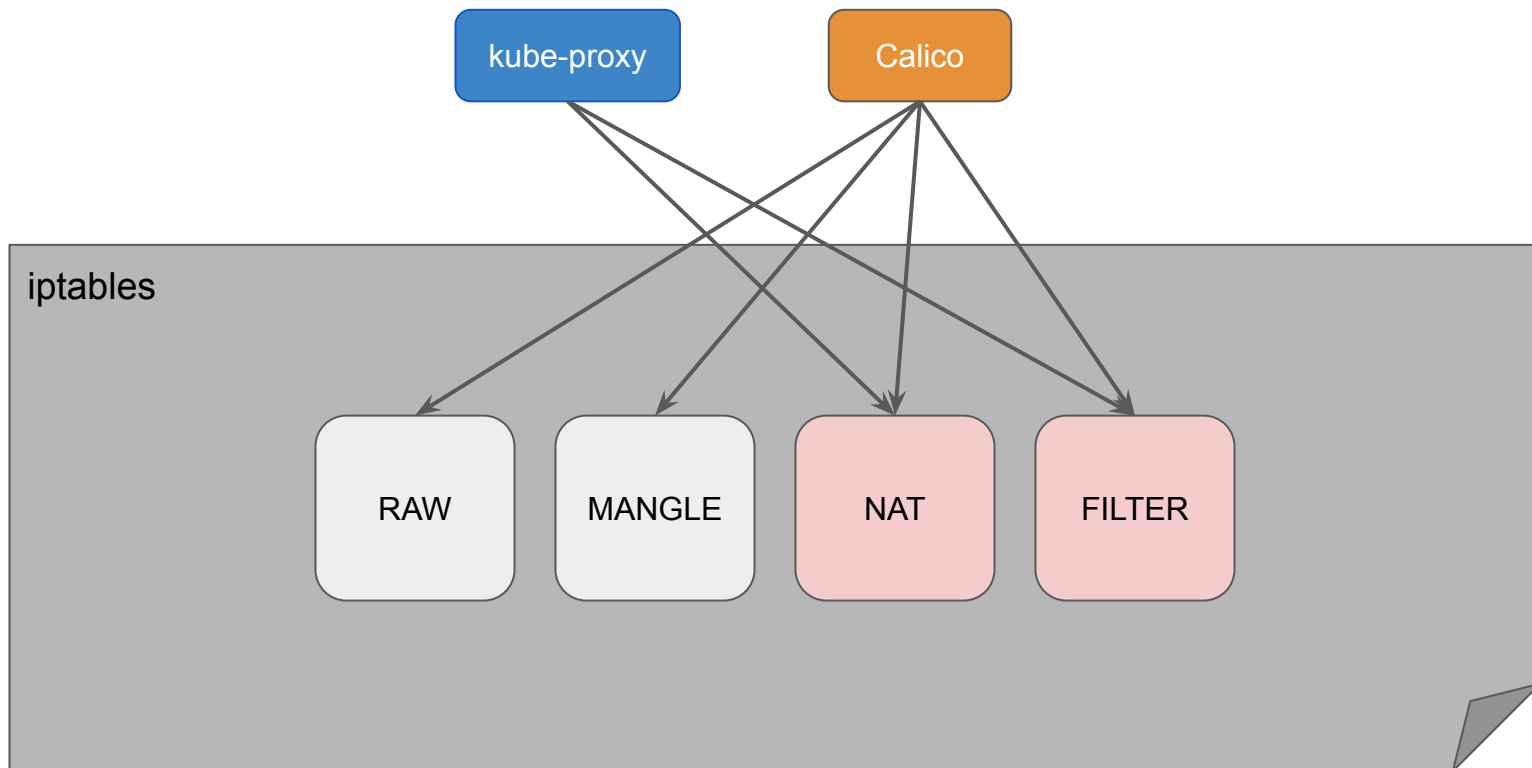 kube-proxy
Calico
iptables
RAW
MANGLE
NAT
FILTER